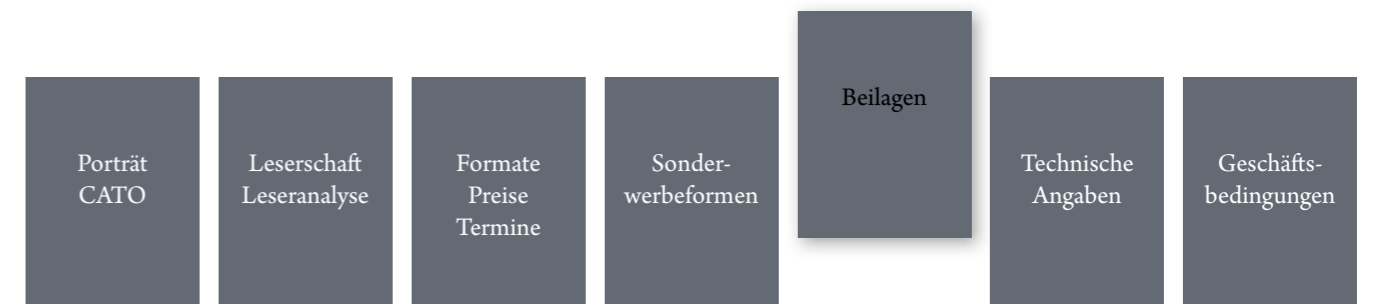 Porträt
CATO
Leserschaft
Leseranalyse
Formate
Preise
Termine
Sonder-
werbeformen
Beilagen
Technische
Angaben
Geschäfts-
bedingungen